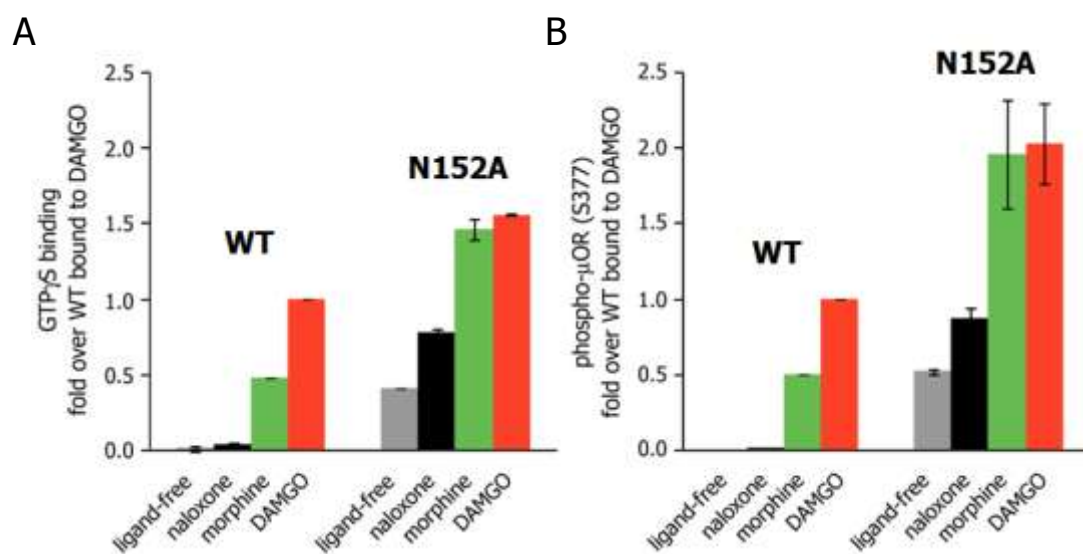 A
B
GTPγS binding
fold over WT bound to DAMGO
2.5
2.0
1.5
1.0
0.5
0.0
WT
N152A
ligand-free
naloxone
morphine
DAMGO
ligand-free
naloxone
morphine
DAMGO
phospho-μOR (S377)
fold over WT bound to DAMGO
2.5
2.0
1.5
1.0
0.5
0.0
WT
N152A
ligand-free
naloxone
morphine
DAMGO
ligand-free
naloxone
morphine
DAMGO